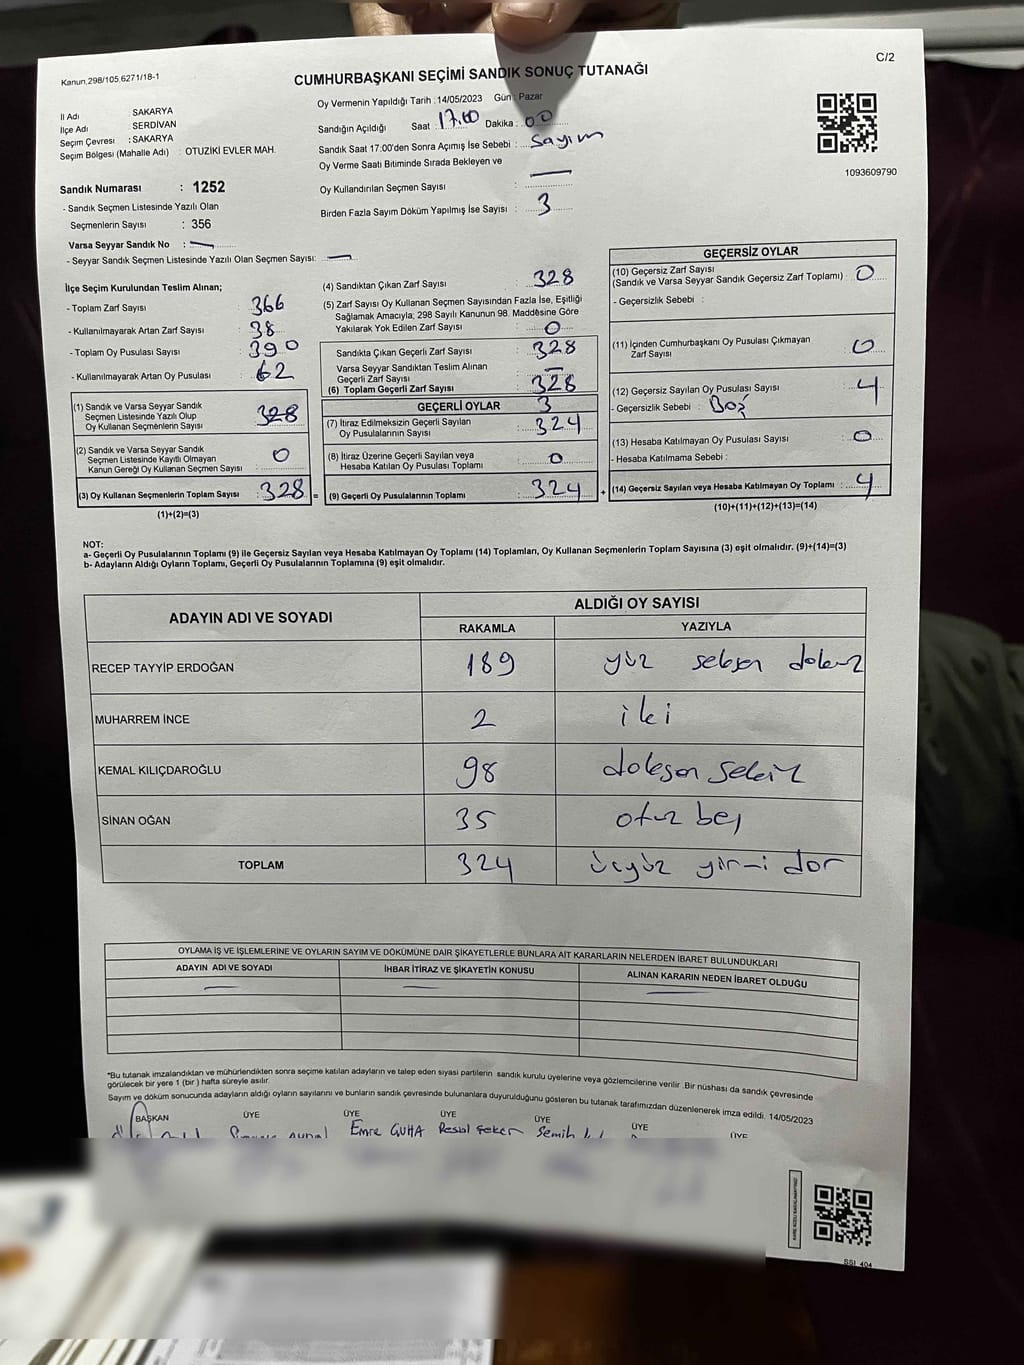 Kanun.298/105,6271/18-1
C/2
CUMHURBAŞKANI SEÇİMİ SANDIK SONUÇ TUTANAĞI
İl Adı : SAKARYA
İlçe Adı : SERDİVAN
Seçim Çevresi : SAKARYA
Seçim Bölgesi (Mahalle Adı) : OTUZİKİ EVLER MAH.
Oy Vermenin Yapıldığı Tarih :14/05/2023 Gün : Pazar
Sandığın Açıldığı Saat : 17.00 Dakika : 00
Sandık Saat 17:00'den Sonra Açımış İse Sebebi : Sayım
Oy Verme Saati Bitiminde Sırada Bekleyen ve
Oy Kullandırılan Seçmen Sayısı : —
Birden Fazla Sayım Döküm Yapılmış İse Sayısı : 3
1093609790
Sandık Numarası : 1252
- Sandık Seçmen Listesinde Yazılı Olan
Seçmenlerin Sayısı : 356
Varsa Seyyar Sandık No : —
- Seyyar Sandık Seçmen Listesinde Yazılı Olan Seçmen Sayısı: —
İlçe Seçim Kurulundan Teslim Alınan;
- Toplam Zarf Sayısı : 366
- Kullanılmayarak Artan Zarf Sayısı : 38
- Toplam Oy Pusulası Sayısı : 390
- Kullanılmayarak Artan Oy Pusulası : 62
(1) Sandık ve Varsa Seyyar Sandık
Seçmen Listesinde Yazılı Olup
Oy Kullanan Seçmenlerin Sayısı : 328
(2) Sandık ve Varsa Seyyar Sandık
Seçmen Listesinde Kayıtlı Olmayan
Kanun Gereği Oy Kullanan Seçmen Sayısı : 0
(3) Oy Kullanan Seçmenlerin Toplam Sayısı : 328 =
(1)+(2)=(3)
(4) Sandıktan Çıkan Zarf Sayısı : 328
(5) Zarf Sayısı Oy Kullanan Seçmen Sayısından Fazla İse, Eşitliği
Sağlamak Amacıyla; 298 Sayılı Kanunun 98. Maddesine Göre
Yakılarak Yok Edilen Zarf Sayısı : 0
Sandıkta Çıkan Geçerli Zarf Sayısı : 328
Varsa Seyyar Sandıktan Teslim Alınan
Geçerli Zarf Sayısı : —
(6) Toplam Geçerli Zarf Sayısı : 328
GEÇERLİ OYLAR 3
(7) İtiraz Edilmeksizin Geçerli Sayılan
Oy Pusulalarının Sayısı : 324
(8) İtiraz Üzerine Geçerli Sayılan veya
Hesaba Katılan Oy Pusulası Toplamı : 0
(9) Geçerli Oy Pusulalarının Toplamı : 324 +
GEÇERSİZ OYLAR
(10) Geçersiz Zarf Sayısı
(Sandık ve Varsa Seyyar Sandık Geçersiz Zarf Toplamı) : 0
- Geçersizlik Sebebi :
(11) İçinden Cumhurbaşkanı Oy Pusulası Çıkmayan
Zarf Sayısı : 0
(12) Geçersiz Sayılan Oy Pusulası Sayısı : 4
- Geçersizlik Sebebi : Boş
(13) Hesaba Katılmayan Oy Pusulası Sayısı : 0
- Hesaba Katılmama Sebebi :
(14) Geçersiz Sayılan veya Hesaba Katılmayan Oy Toplamı : 4
(10)+(11)+(12)+(13)=(14)
NOT:
a- Geçerli Oy Pusulalarının Toplamı (9) ile Geçersiz Sayılan veya Hesaba Katılmayan Oy Toplamı (14) Toplamları, Oy Kullanan Seçmenlerin Toplam Sayısına (3) eşit olmalıdır. (9)+(14)=(3)
b- Adayların Aldığı Oyların Toplamı, Geçerli Oy Pusulalarının Toplamına (9) eşit olmalıdır.
ADAYIN ADI VE SOYADI
ALDIĞI OY SAYISI
RAKAMLA YAZIYLA
RECEP TAYYİP ERDOĞAN 189 yüz seksen dokuz
MUHARREM İNCE 2 iki
KEMAL KILIÇDAROĞLU 98 doksan sekiz
SİNAN OĞAN 35 otuz beş
TOPLAM 324 üçyüz yirmi dör
OYLAMA İŞ VE İŞLEMLERİNE VE OYLARIN SAYIM VE DÖKÜMÜNE DAİR ŞİKAYETLERLE BUNLARA AİT KARARLARIN NELERDEN İBARET BULUNDUKLARI
ADAYIN ADI VE SOYADI İHBAR İTİRAZ VE ŞİKAYETİN KONUSU ALINAN KARARIN NEDEN İBARET OLDUĞU
— — —
*Bu tutanak imzalandıktan ve mühürlendikten sonra seçime katılan adayların ve talep eden siyasi partilerin sandık kurulu üyelerine veya gözlemcilerine verilir .Bir nüshası da sandık çevresinde
görülecek bir yere 1 (bir ) hafta süreyle asılır.
Sayım ve döküm sonucunda adayların aldığı oyların sayılarını ve bunların sandık çevresinde bulunanlara duyurulduğunu gösteren bu tutanak tarafımızdan düzenlenerek imza edildi. 14/05/2023
BAŞKAN ÜYE ÜYE ÜYE ÜYE ÜYE ÜYE
Emre GUHA Resul Şeker Semih
SSI 404